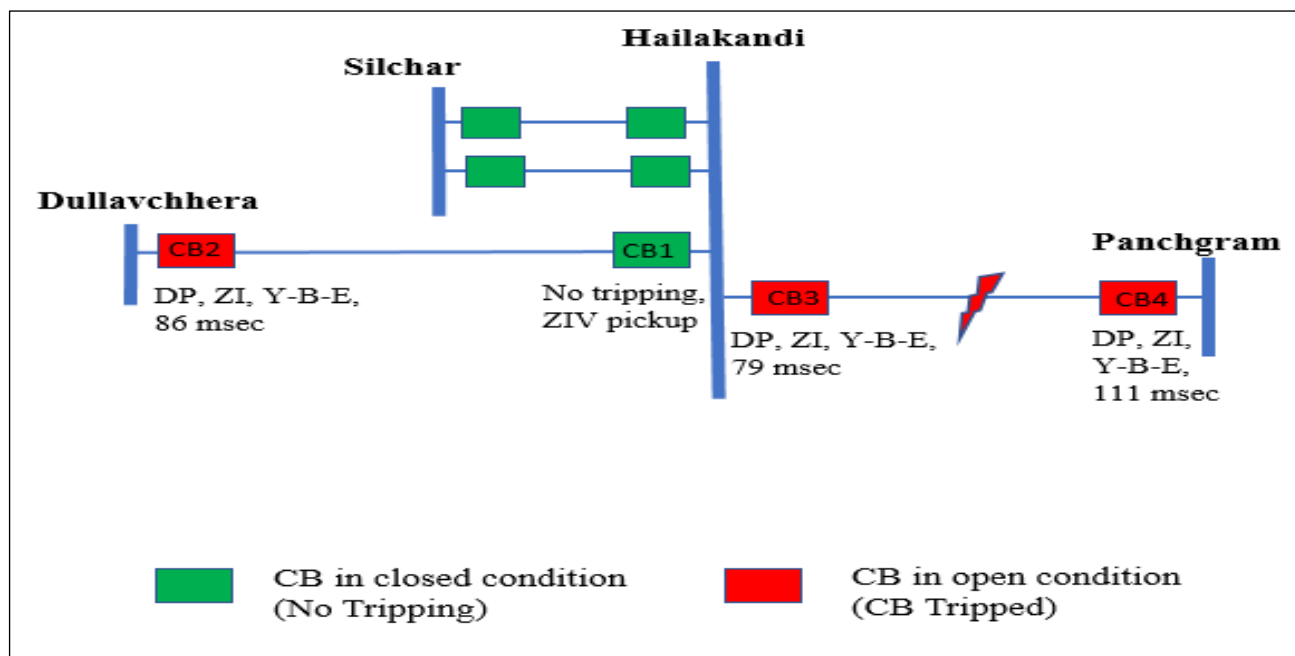 Hailakandi
Silchar
Dullavchhera
CB2
CB1
Panchgram
DP, ZI, Y-B-E,
86 msec
No tripping,
ZIV pickup
CB3
CB4
DP, ZI, Y-B-E,
79 msec
DP, ZI,
Y-B-E,
111 msec
CB in closed condition
(No Tripping)
CB in open condition
(CB Tripped)